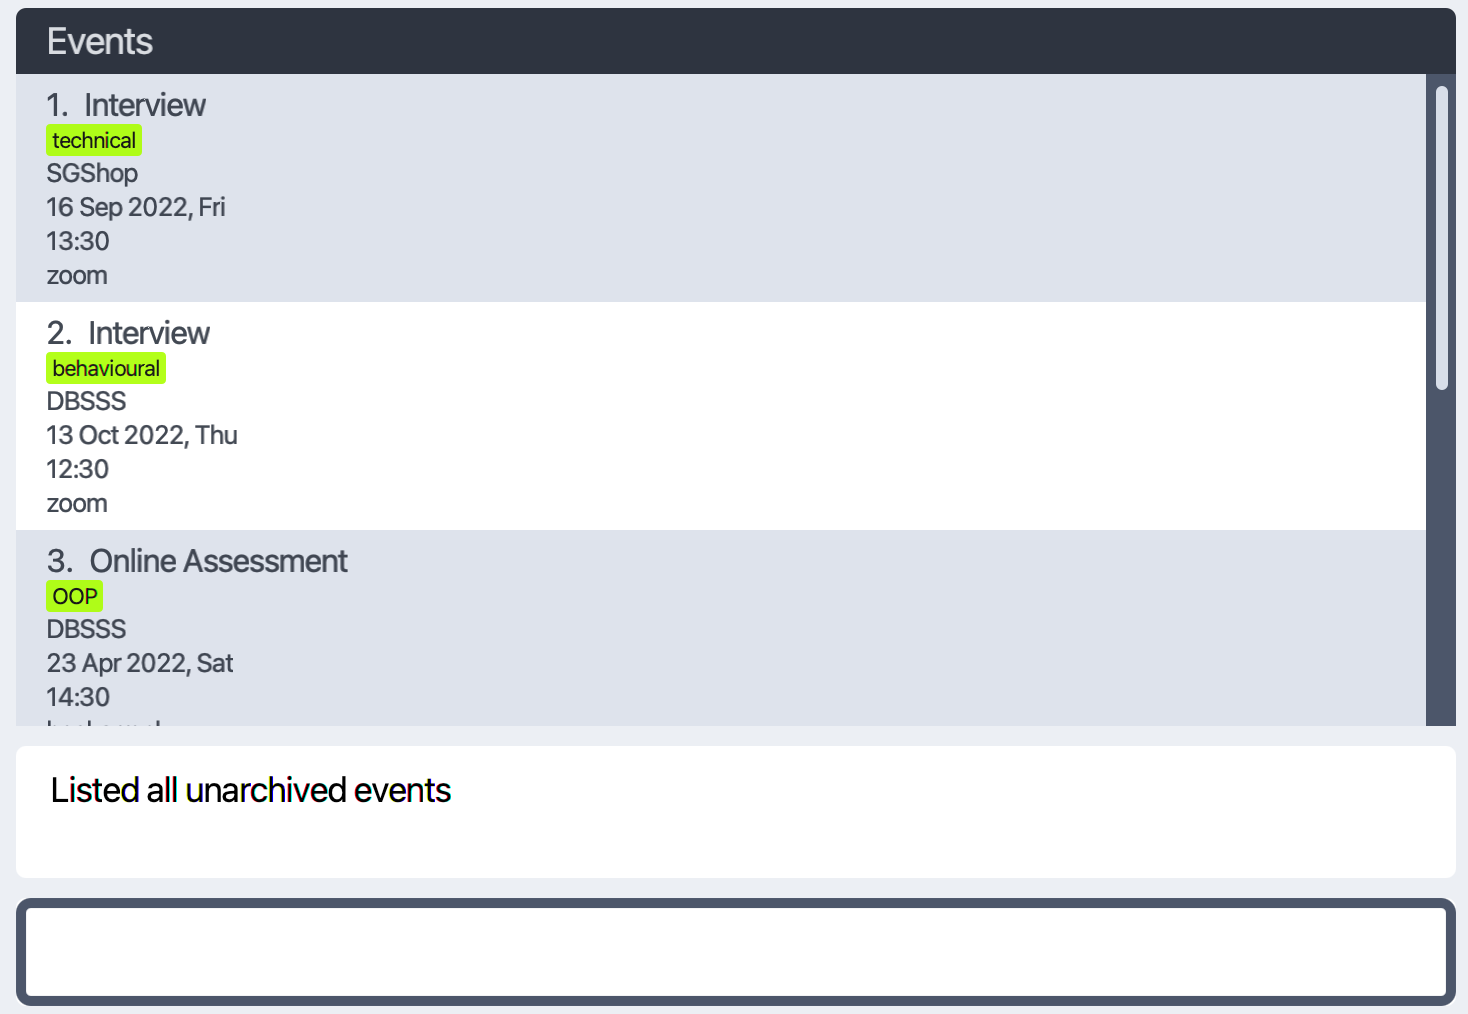 Events
1. Interview
technical
SGShop
16 Sep 2022, Fri
13:30
zoom
2. Interview
behavioural
DBSSS
13 Oct 2022, Thu
12:30
zoom
3. Online Assessment
OOP
DBSSS
23 Apr 2022, Sat
14:30
Listed all unarchived events